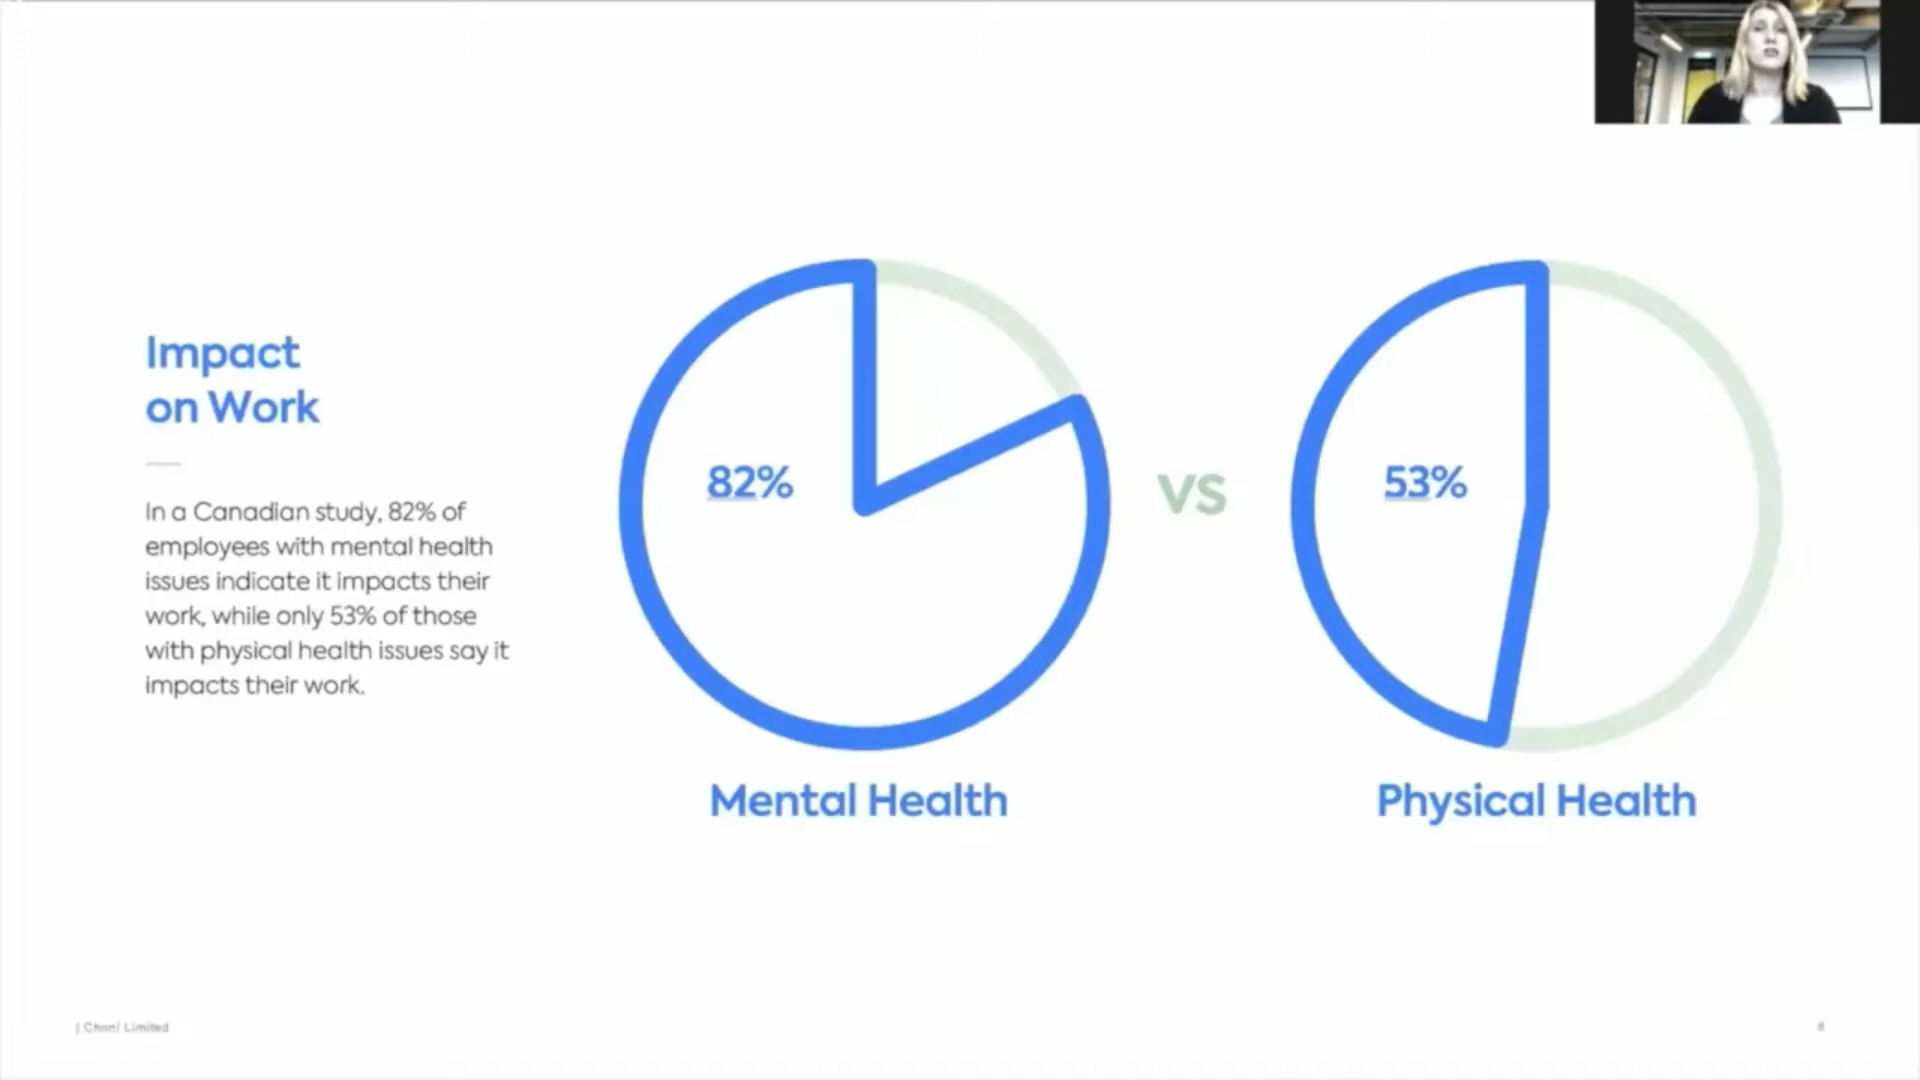 Impact
on Work
In a Canadian study, 82% of
employees with mental health
issues indicate it impacts their
work, while only 53% of those
with physical health issues say it
impacts their work.
82%
VS
53%
Mental Health
Physical Health
Limited